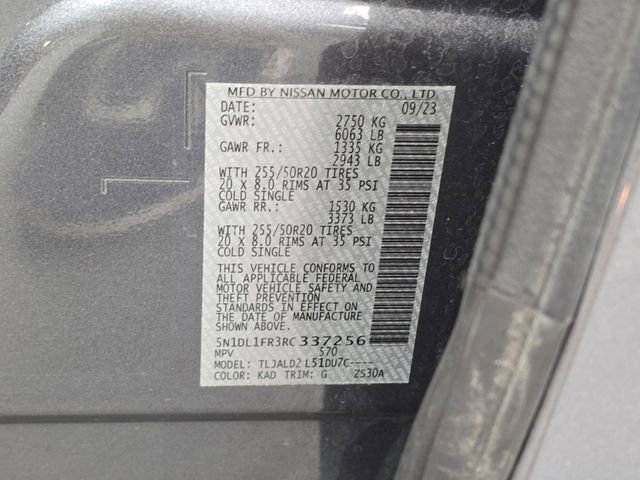 MFD BY NISSAN MOTOR CO., LTD.
DATE: 09/23
GVWR: 2750 KG
6063 LB
GAWR FR.: 1335 KG
2943 LB
WITH 255/50R20 TIRES
20 X 8.0 RIMS AT 35 PSI
COLD SINGLE
GAWR RR.: 1530 KG
3373 LB
WITH 255/50R20 TIRES
20 X 8.0 RIMS AT 35 PSI
COLD SINGLE
THIS VEHICLE CONFORMS TO
ALL APPLICABLE FEDERAL
MOTOR VEHICLE SAFETY AND
THEFT PREVENTION
STANDARDS IN EFFECT ON
THE DATE OF MANUFACTURE
SHOWN ABOVE.
5N1DL1FR3RC337256
MPV 570
MODEL: TLJALD2 L51DU7C----
COLOR: KAD TRIM: G ZS30A